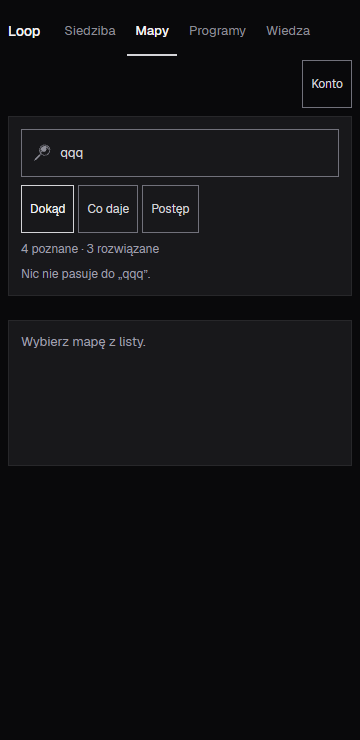 Loop Siedziba Mapy Programy Wiedza
Konto
qqq
Dokąd Co daje Postęp
4 poznane · 3 rozwiązane
Nic nie pasuje do „qqq”.
Wybierz mapę z listy.